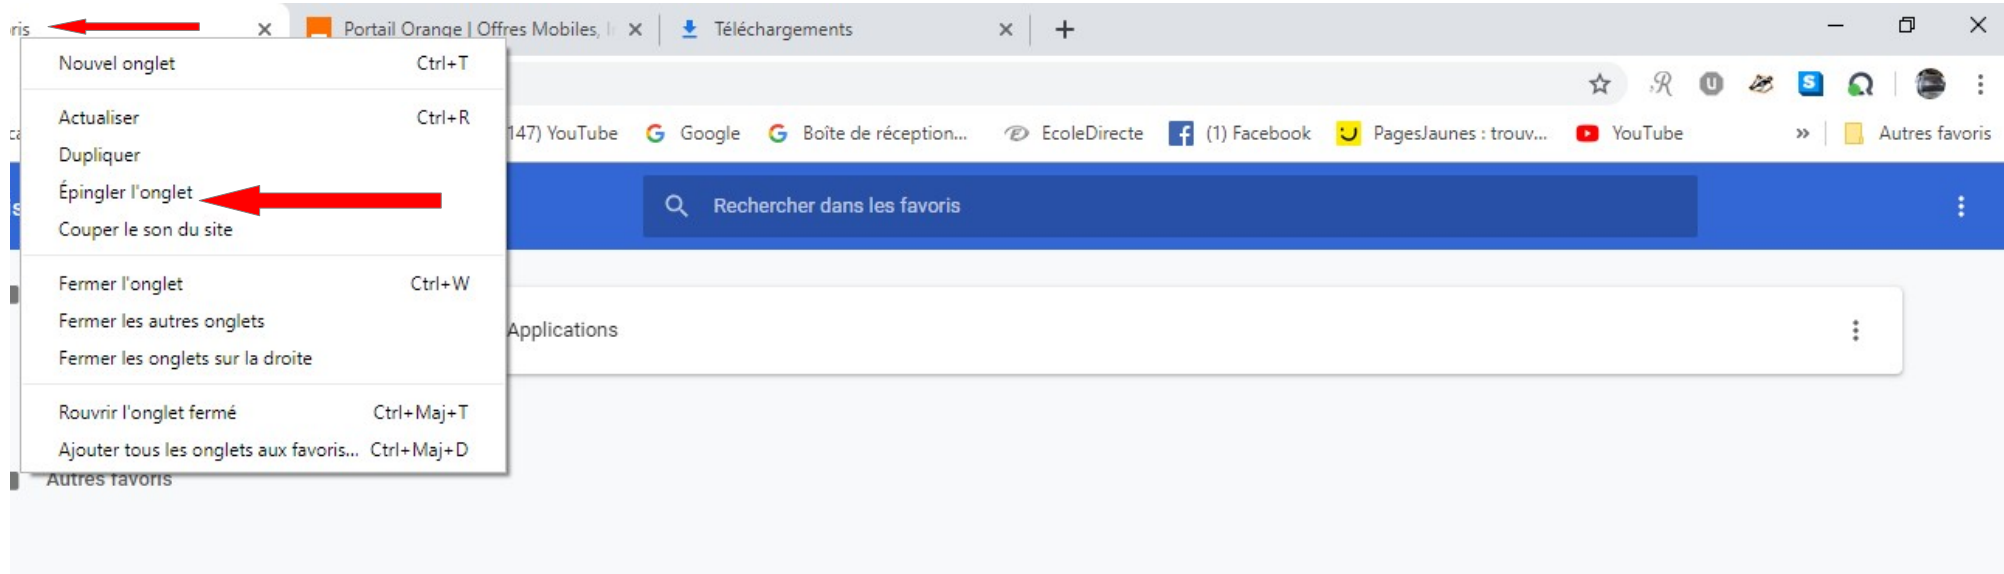 ris
Portail Orange | Offres Mobiles, I
Téléchargements
Nouvel onglet Ctrl+T
Actualiser Ctrl+R
Dupliquer
Épingler l'onglet
Couper le son du site
Fermer l'onglet Ctrl+W
Fermer les autres onglets
Fermer les onglets sur la droite
Rouvrir l'onglet fermé Ctrl+Maj+T
Ajouter tous les onglets aux favoris... Ctrl+Maj+D
147) YouTube Google Boîte de réception... EcoleDirecte (1) Facebook PagesJaunes : trouv... YouTube » Autres favoris
Rechercher dans les favoris
Applications
Autres favoris